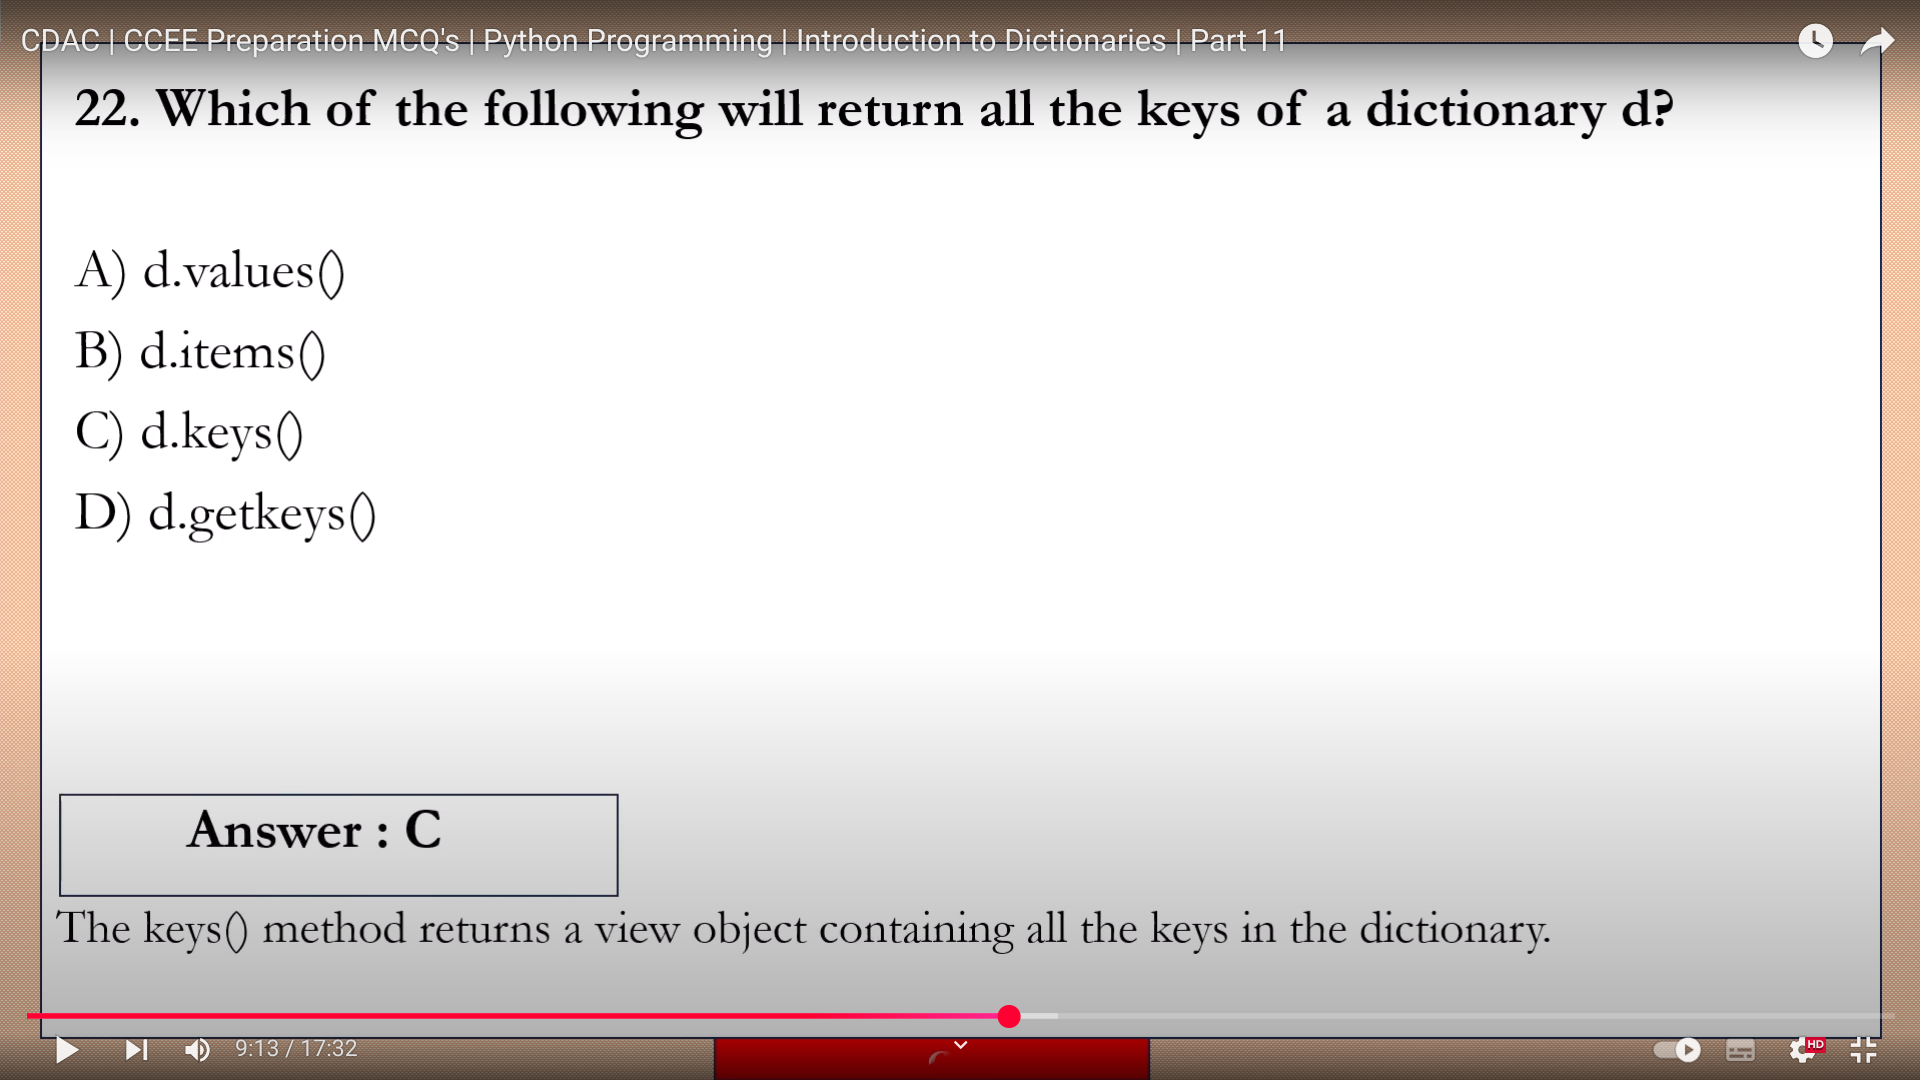 CDAC | CCEE Preparation MCQ's | Python Programming | Introduction to Dictionaries | Part 11
22. Which of the following will return all the keys of a dictionary d?
A) d.values()
B) d.items()
C) d.keys()
D) d.getkeys()
Answer : C
The keys() method returns a view object containing all the keys in the dictionary.
9:13 / 17:32
HD